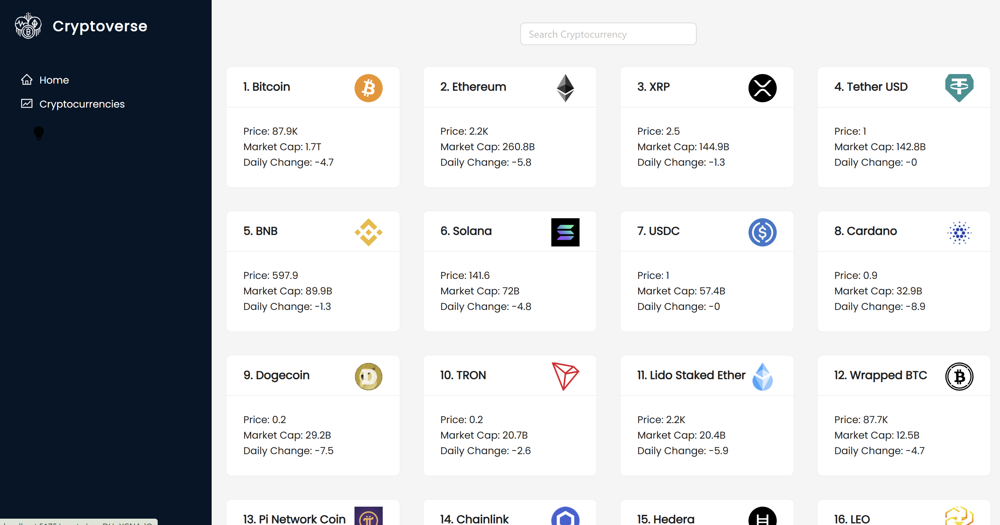 Cryptoverse
Home
Cryptocurrencies
Search Cryptocurrency
1. Bitcoin
Price: 87.9K
Market Cap: 1.7T
Daily Change: -4.7
2. Ethereum
Price: 2.2K
Market Cap: 260.8B
Daily Change: -5.8
3. XRP
Price: 2.5
Market Cap: 144.9B
Daily Change: -1.3
4. Tether USD
Price: 1
Market Cap: 142.8B
Daily Change: -0
5. BNB
Price: 597.9
Market Cap: 89.9B
Daily Change: -1.3
6. Solana
Price: 141.6
Market Cap: 72B
Daily Change: -4.8
7. USDC
Price: 1
Market Cap: 57.4B
Daily Change: -0
8. Cardano
Price: 0.9
Market Cap: 32.9B
Daily Change: -8.9
9. Dogecoin
Price: 0.2
Market Cap: 29.2B
Daily Change: -7.5
10. TRON
Price: 0.2
Market Cap: 20.7B
Daily Change: -2.6
11. Lido Staked Ether
Price: 2.2K
Market Cap: 20.4B
Daily Change: -5.9
12. Wrapped BTC
Price: 87.7K
Market Cap: 12.5B
Daily Change: -4.7
13. Pi Network Coin
14. Chainlink
15. Hedera
16. LEO